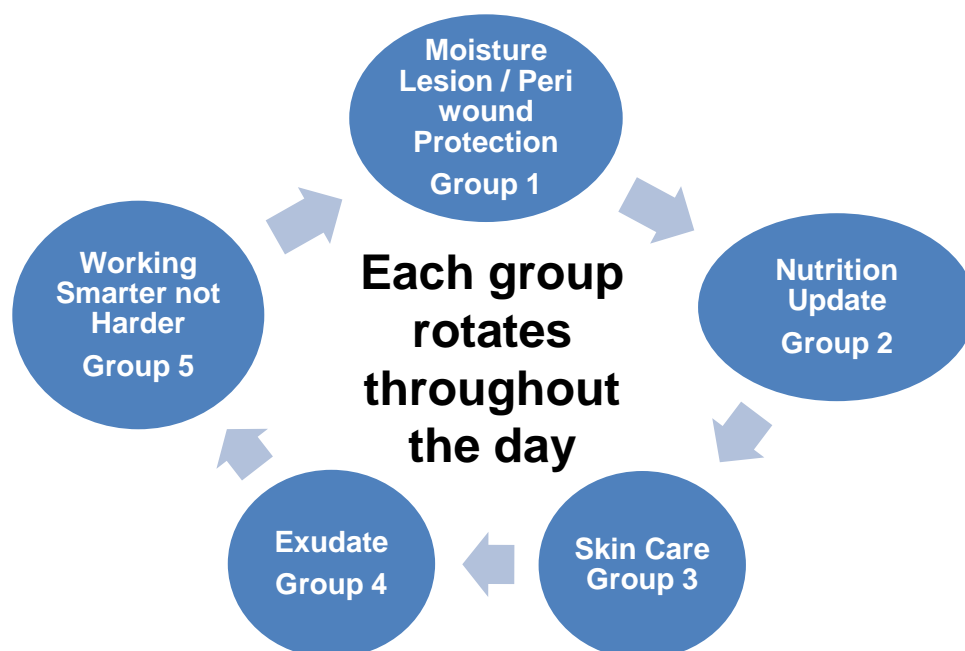 Moisture
Lesion / Peri
wound
Protection
Group 1
Nutrition
Update
Group 2
Skin Care
Group 3
Exudate
Group 4
Working
Smarter not
Harder
Group 5
Each group
rotates
throughout
the day